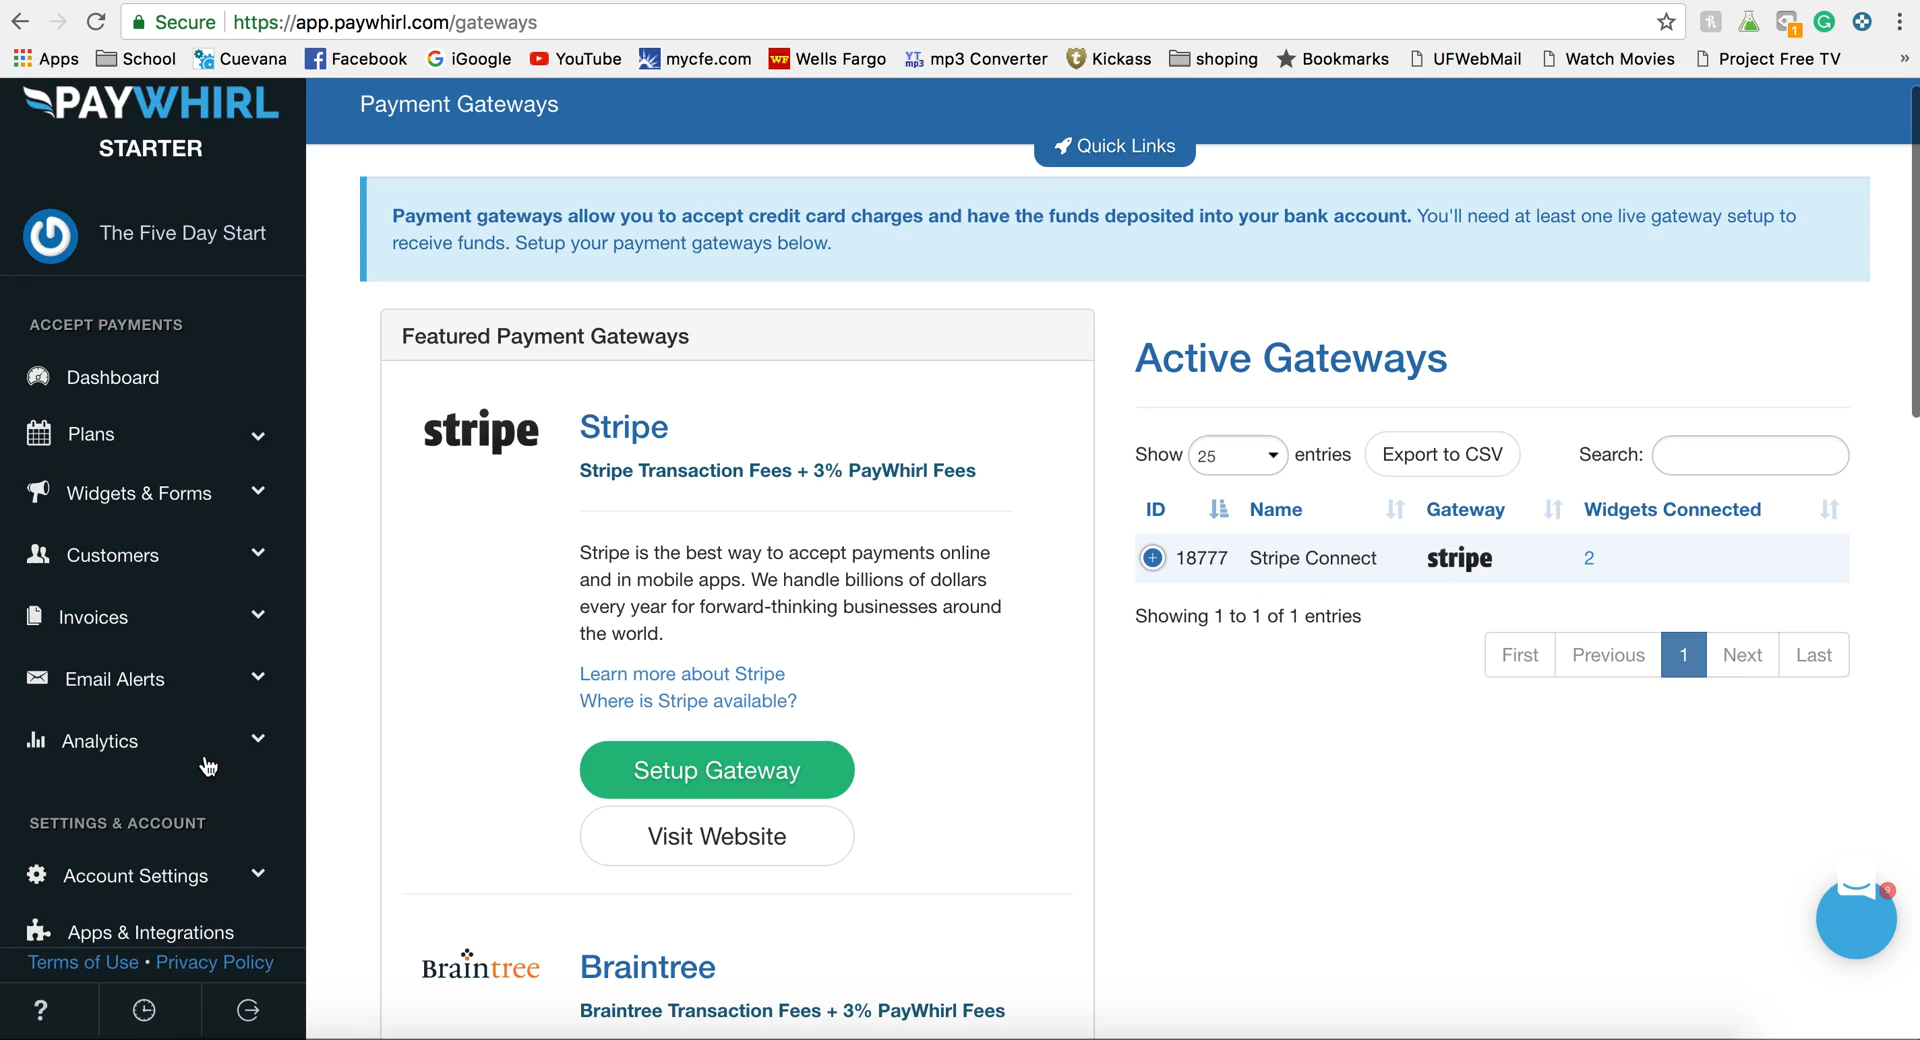 Secure https://app.paywhirl.com/gateways
1
Apps School Cuevana Facebook iGoogle YouTube mycfe.com Wells Fargo mp3 Converter Kickass shoping Bookmarks UFWebMail Watch Movies Project Free TV »
PAYWHIRL
STARTER
The Five Day Start
ACCEPT PAYMENTS
Dashboard
Plans
Widgets & Forms
Customers
Invoices
Email Alerts
Analytics
SETTINGS & ACCOUNT
Account Settings
Apps & Integrations
Terms of Use • Privacy Policy
?
Payment Gateways
Quick Links
Payment gateways allow you to accept credit card charges and have the funds deposited into your bank account. You'll need at least one live gateway setup to
receive funds. Setup your payment gateways below.
Featured Payment Gateways
stripe
Stripe
Stripe Transaction Fees + 3% PayWhirl Fees
Stripe is the best way to accept payments online
and in mobile apps. We handle billions of dollars
every year for forward-thinking businesses around
the world.
Learn more about Stripe
Where is Stripe available?
Setup Gateway
Visit Website
Braintree
Braintree
Braintree Transaction Fees + 3% PayWhirl Fees
Active Gateways
Show 25 entries Export to CSV Search:
ID Name Gateway Widgets Connected
18777 Stripe Connect stripe 2
Showing 1 to 1 of 1 entries
First Previous 1 Next Last
9